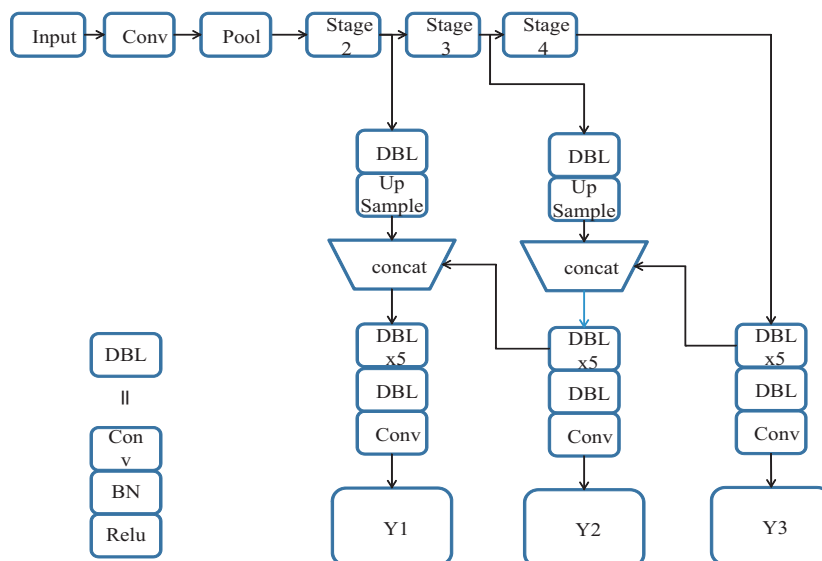 Input
Conv
Pool
Stage
2
Stage
3
Stage
4
DBL
Up
Sample
DBL
Up
Sample
concat
concat
DBL
x5
DBL
x5
DBL
x5
DBL
DBL
DBL
DBL
=
Conv
Conv
Conv
Con
v
BN
Relu
Y1
Y2
Y3